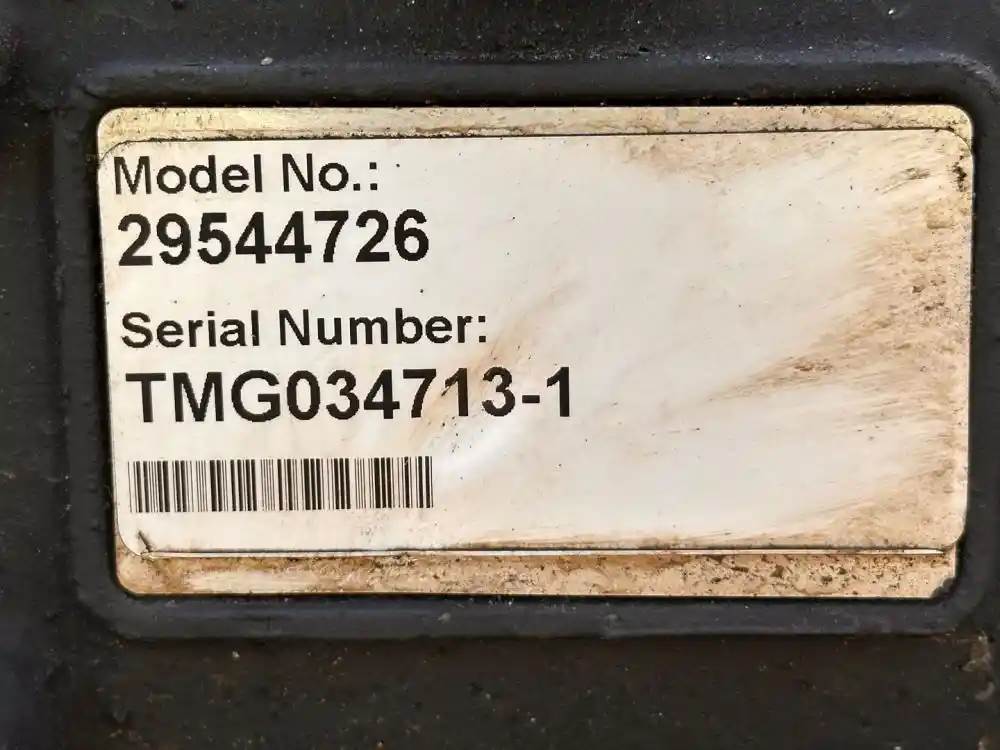 Model No.:
29544726
Serial Number:
TMG034713-1